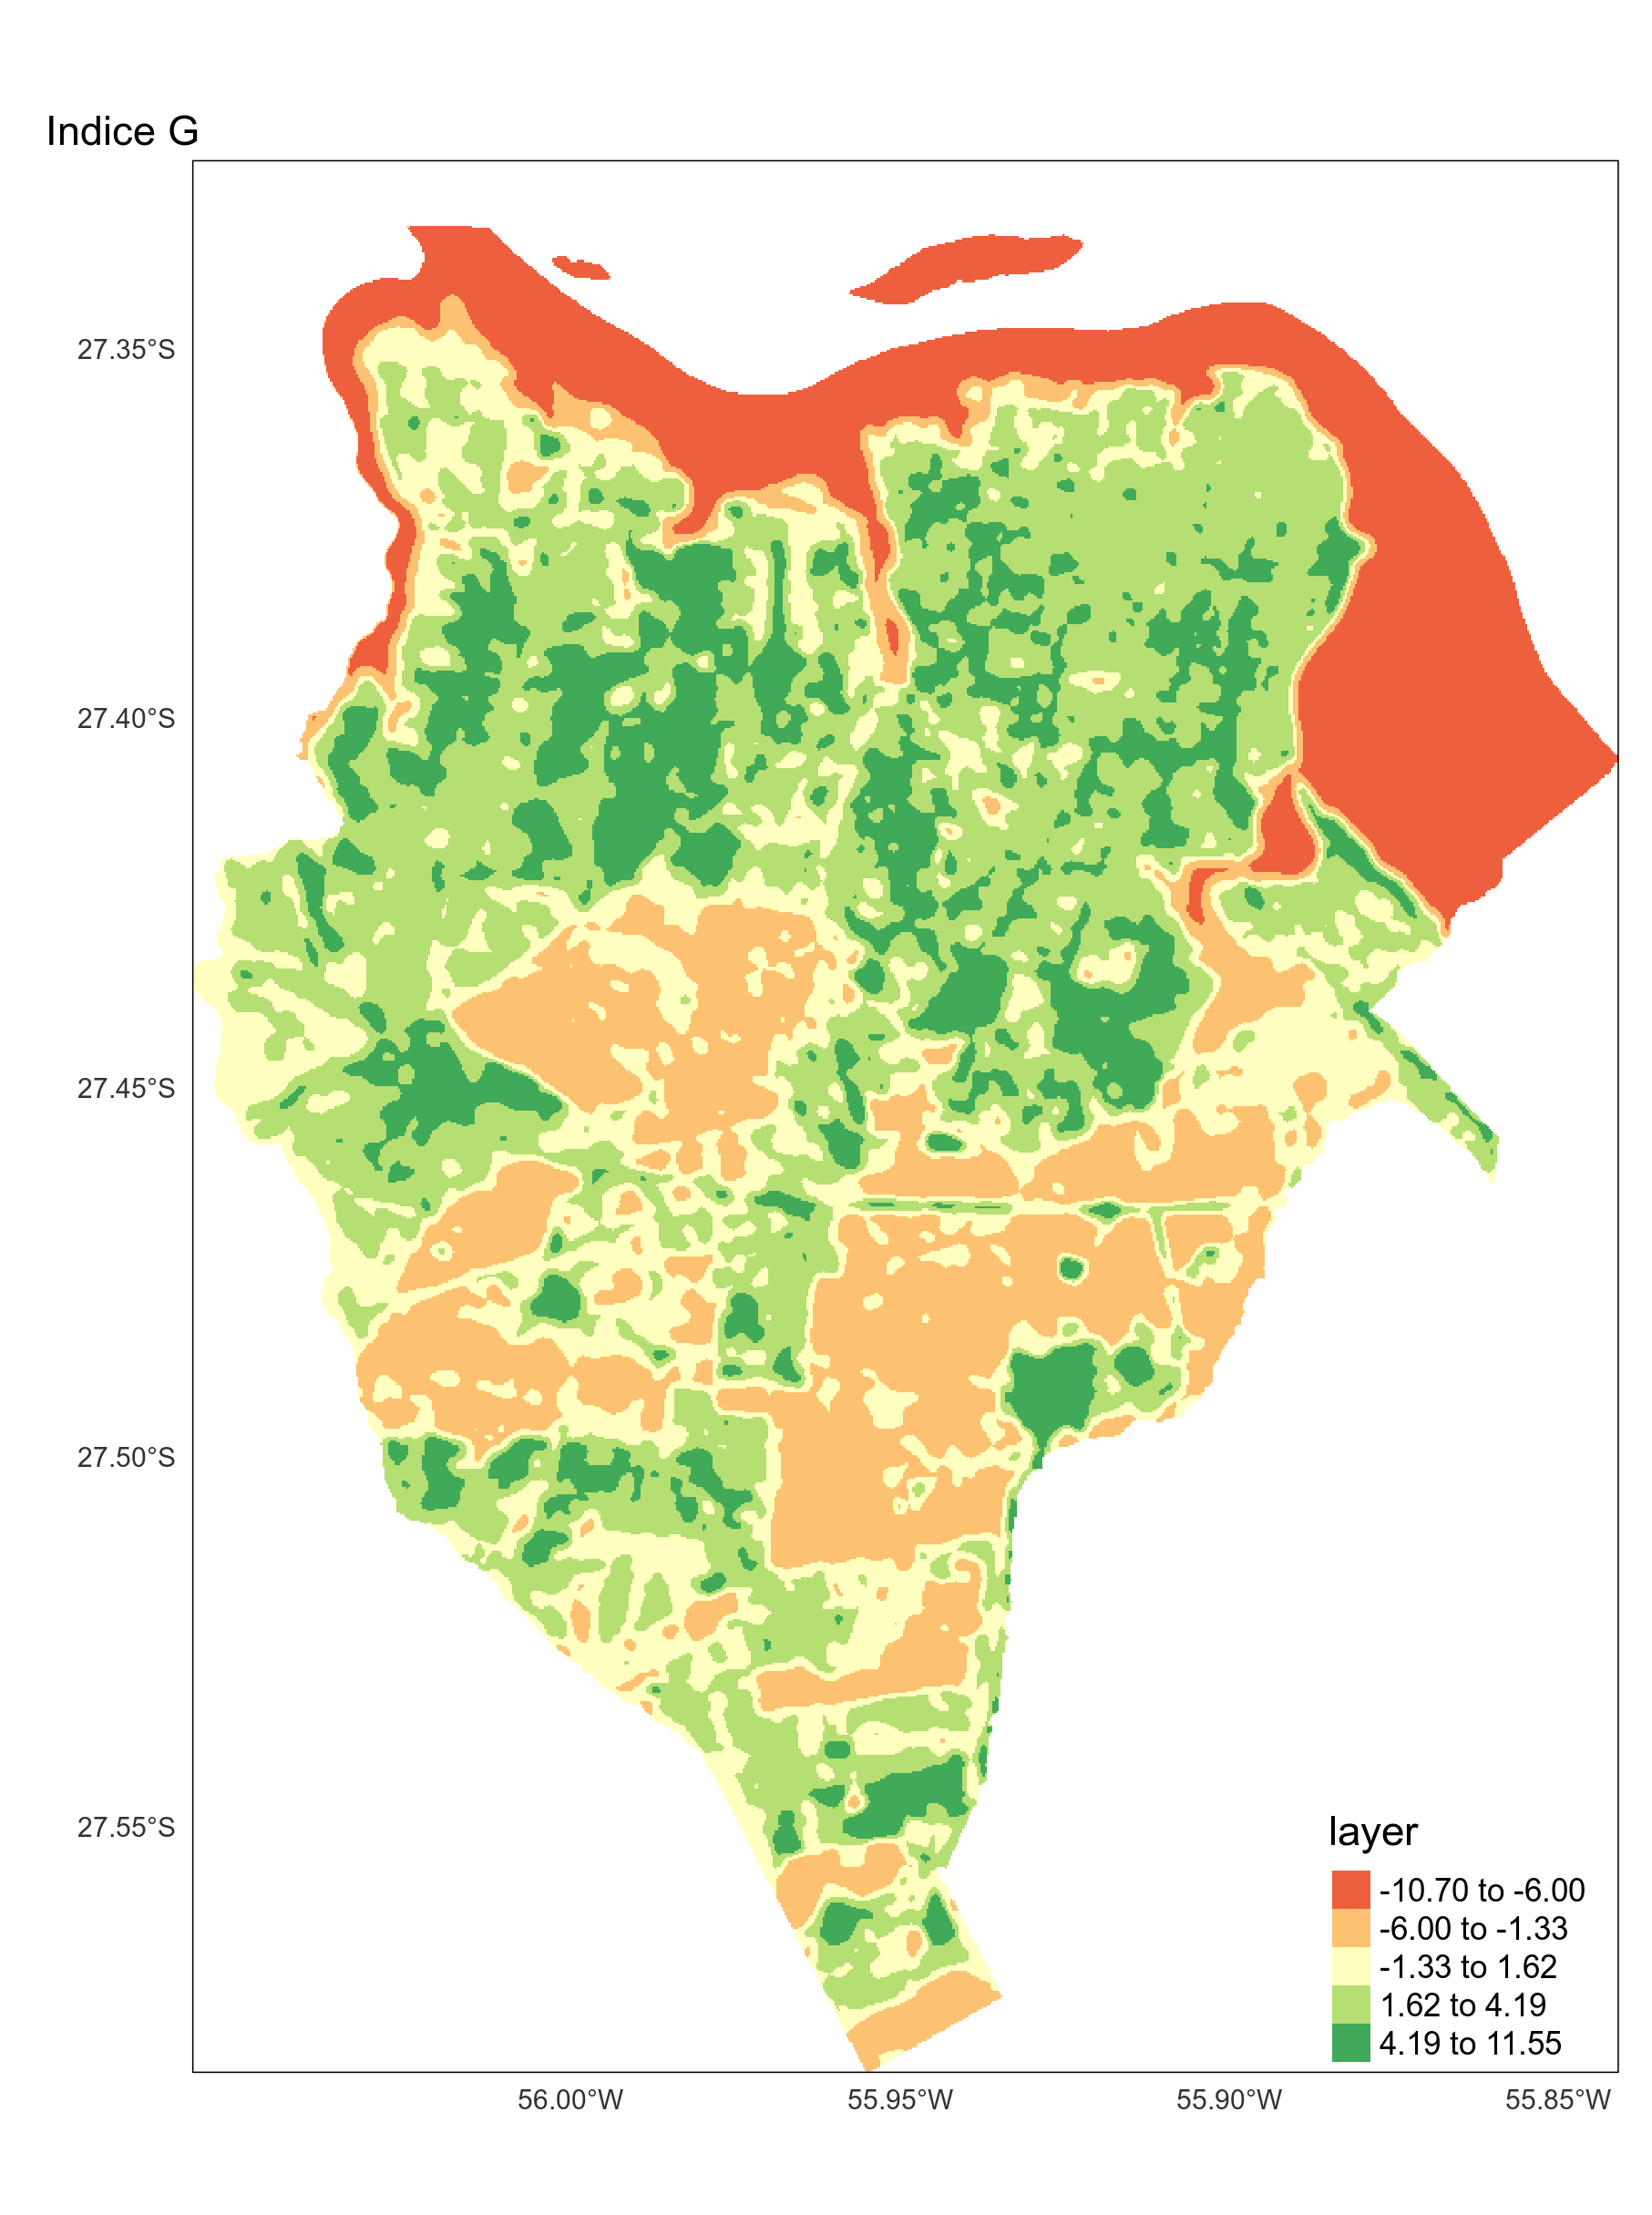 Indice G
27.35°S
27.40°S
27.45°S
27.50°S
27.55°S
layer
-10.70 to -6.00
-6.00 to -1.33
-1.33 to 1.62
1.62 to 4.19
4.19 to 11.55
56.00°W 55.95°W 55.90°W 55.85°W